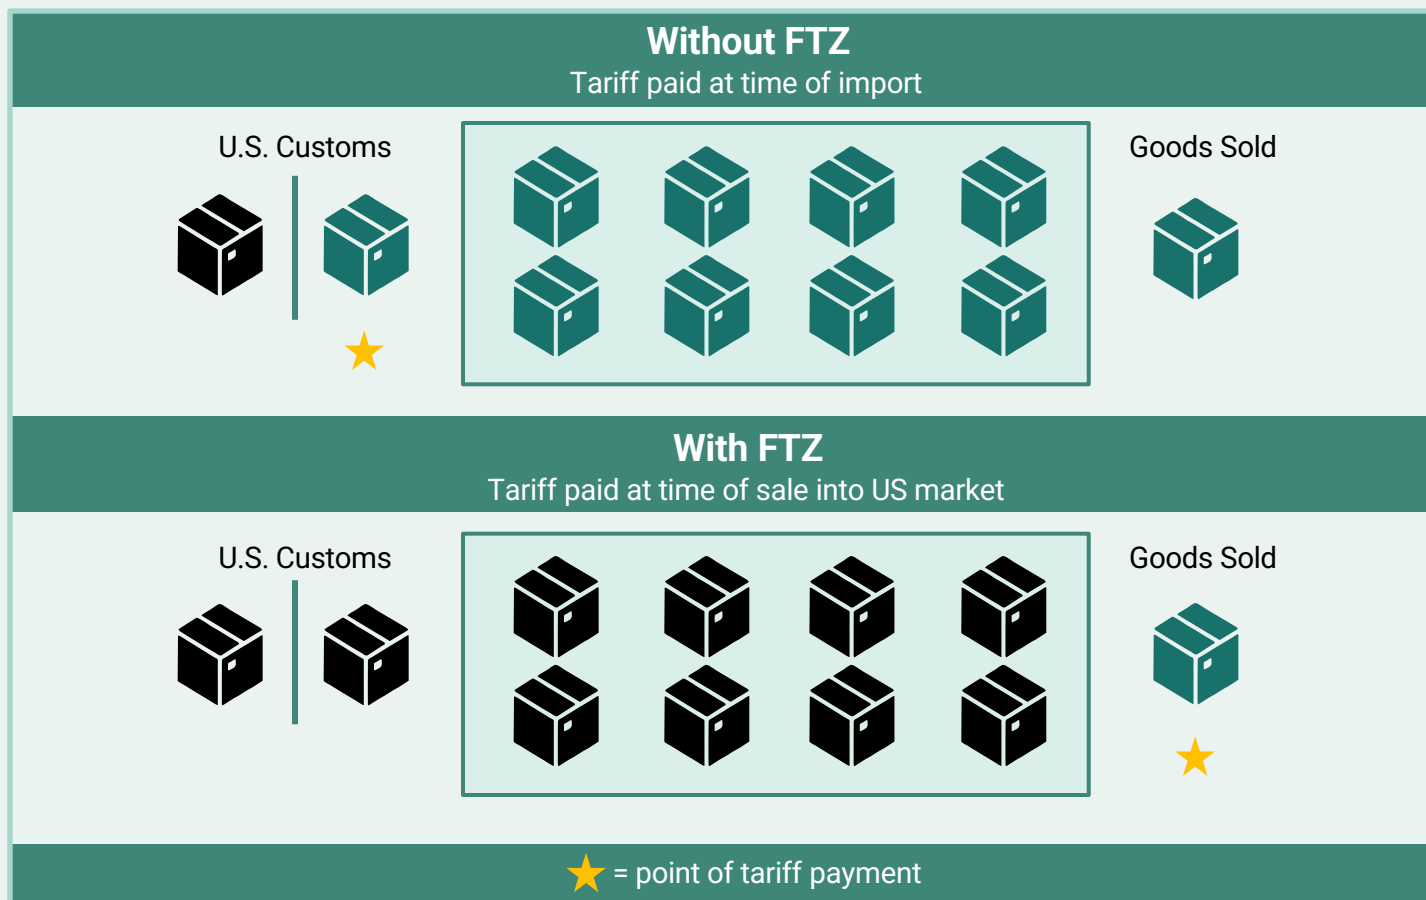 Without FTZ
Tariff paid at time of import
U.S. Customs
Goods Sold
With FTZ
Tariff paid at time of sale into US market
U.S. Customs
Goods Sold
= point of tariff payment